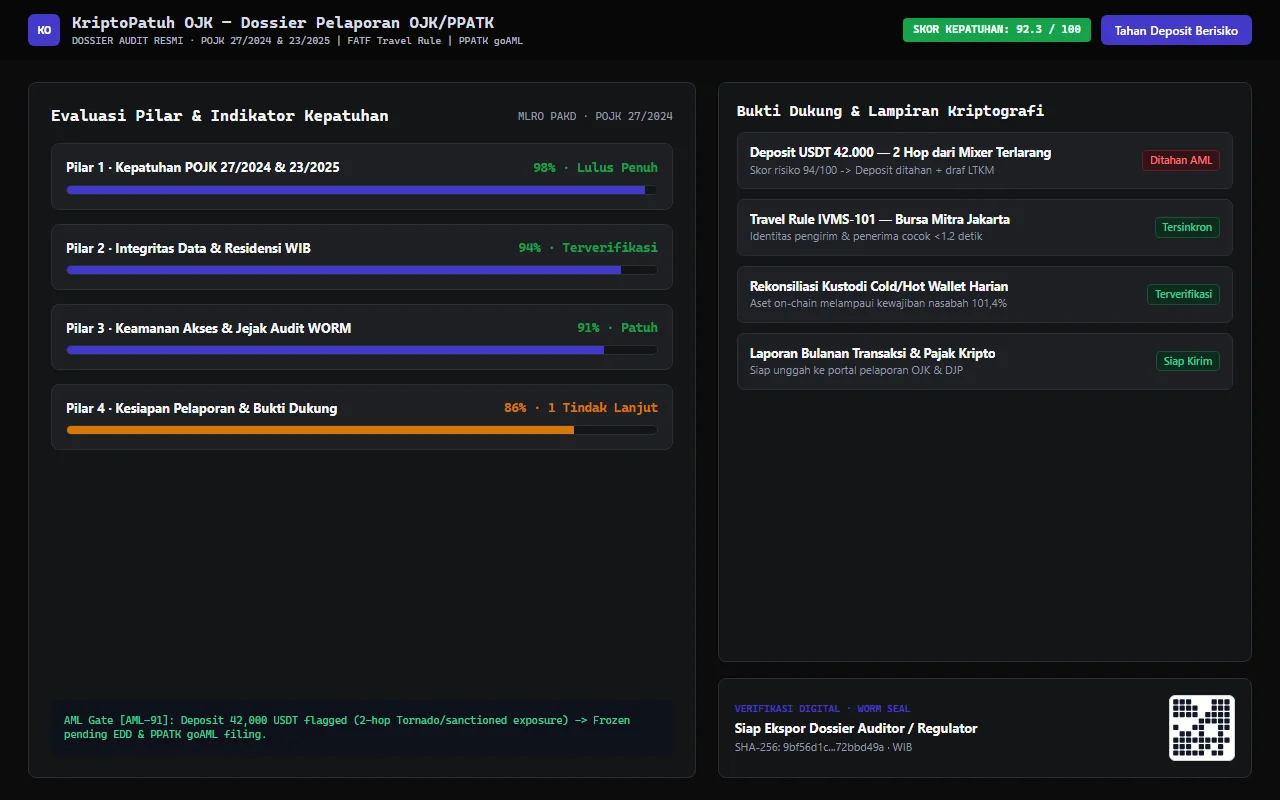 KO
KriptoPatuh OJK — Dossier Pelaporan OJK/PPATK
DOSSIER AUDIT RESMI · POJK 27/2024 & 23/2025 | FATF Travel Rule | PPATK goAML
SKOR KEPATUHAN: 92.3 / 100
Tahan Deposit Berisiko
Evaluasi Pilar & Indikator Kepatuhan
MLRO PAKD · POJK 27/2024
Pilar 1 · Kepatuhan POJK 27/2024 & 23/2025
98% · Lulus Penuh
Pilar 2 · Integritas Data & Residensi WIB
94% · Terverifikasi
Pilar 3 · Keamanan Akses & Jejak Audit WORM
91% · Patuh
Pilar 4 · Kesiapan Pelaporan & Bukti Dukung
86% · 1 Tindak Lanjut
AML Gate [AML-91]: Deposit 42,000 USDT flagged (2-hop Tornado/sanctioned exposure) -> Frozen
pending EDD & PPATK goAML filing.
Bukti Dukung & Lampiran Kriptografi
Deposit USDT 42.000 — 2 Hop dari Mixer Terlarang
Skor risiko 94/100 -> Deposit ditahan + draf LTKM
Ditahan AML
Travel Rule IVMS-101 — Bursa Mitra Jakarta
Identitas pengirim & penerima cocok <1.2 detik
Tersinkron
Rekonsiliasi Kustodi Cold/Hot Wallet Harian
Aset on-chain melampaui kewajiban nasabah 101,4%
Terverifikasi
Laporan Bulanan Transaksi & Pajak Kripto
Siap unggah ke portal pelaporan OJK & DJP
Siap Kirim
VERIFIKASI DIGITAL · WORM SEAL
Siap Ekspor Dossier Auditor / Regulator
SHA-256: 9bf56d1c…72bbd49a · WIB